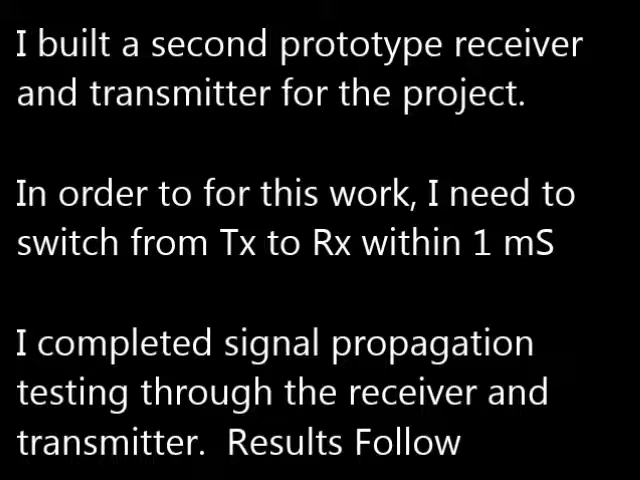 I built a second prototype receiver
and transmitter for the project.
In order to for this work, I need to
switch from Tx to Rx within 1 mS
I completed signal propagation
testing through the receiver and
transmitter.  Results Follow